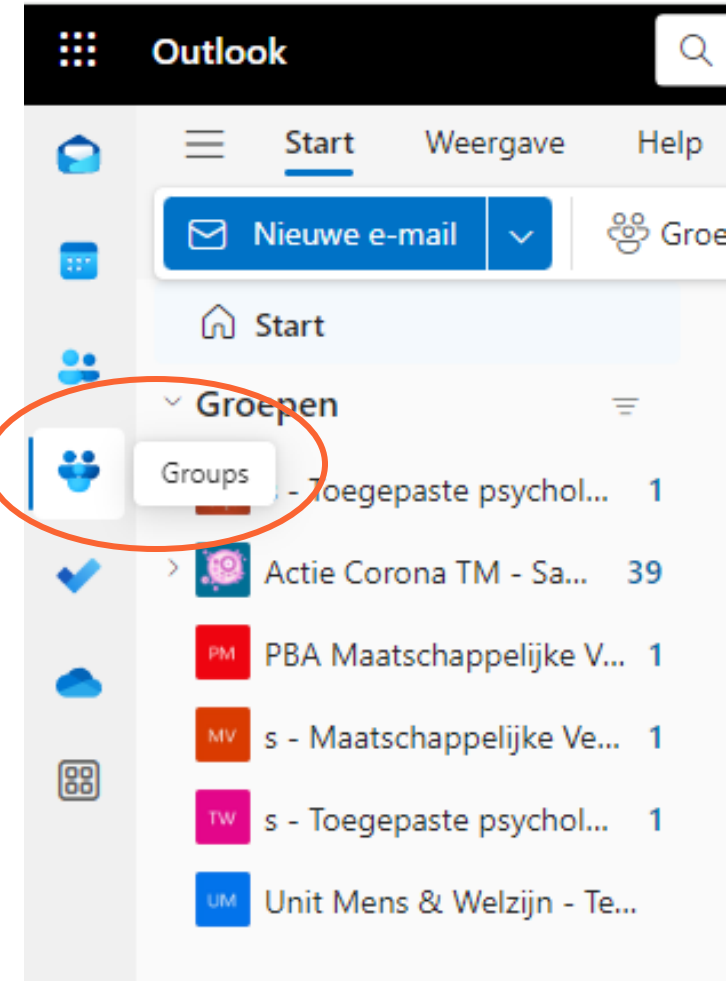 Outlook
Start Weergave Help
Nieuwe e-mail Groe
Start
Groepen
Groups
s - Toegepaste psychol... 1
Actie Corona TM - Sa... 39
PM PBA Maatschappelijke V... 1
MV s - Maatschappelijke Ve... 1
TW s - Toegepaste psychol... 1
UM Unit Mens & Welzijn - Te...